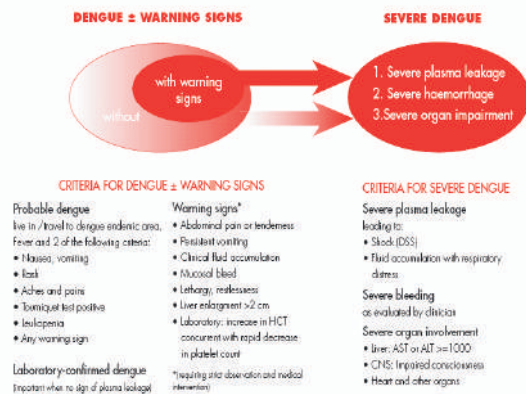 DENGUE ± WARNING SIGNS
SEVERE DENGUE
with warning
signs
without
1. Severe plasma leakage
2. Severe haemorrhage
3.Severe organ impairment
CRITERIA FOR DENGUE ± WARNING SIGNS
Probable dengue
live in /travel to dengue endemic area.
Fever and 2 of the following criteria:
• Nausea, vomiting
• Rash
• Aches and pains
• Tourniquet test positive
• Leukopenia
• Any warning sign
Laboratory-confirmed dengue
(important when no sign of plasma leakage)
Warning signs*
• Abdominal pain or tenderness
• Persistent vomiting
• Clinical fluid accumulation
• Mucosal bleed
• Lethargy, restlessness
• Liver enlargment >2 cm
• Laboratory: increase in HCT
concurrent with rapid decrease
in platelet count
*(requiring strict observation and medical
intervention)
CRITERIA FOR SEVERE DENGUE
Severe plasma leakage
leading to:
• Shock (DSS)
• Fluid accumulation with respiratory
distress
Severe bleeding
as evaluated by clinician
Severe organ involvement
• Liver: AST or ALT >=1000
• CNS: Impaired consciousness
• Heart and other organs